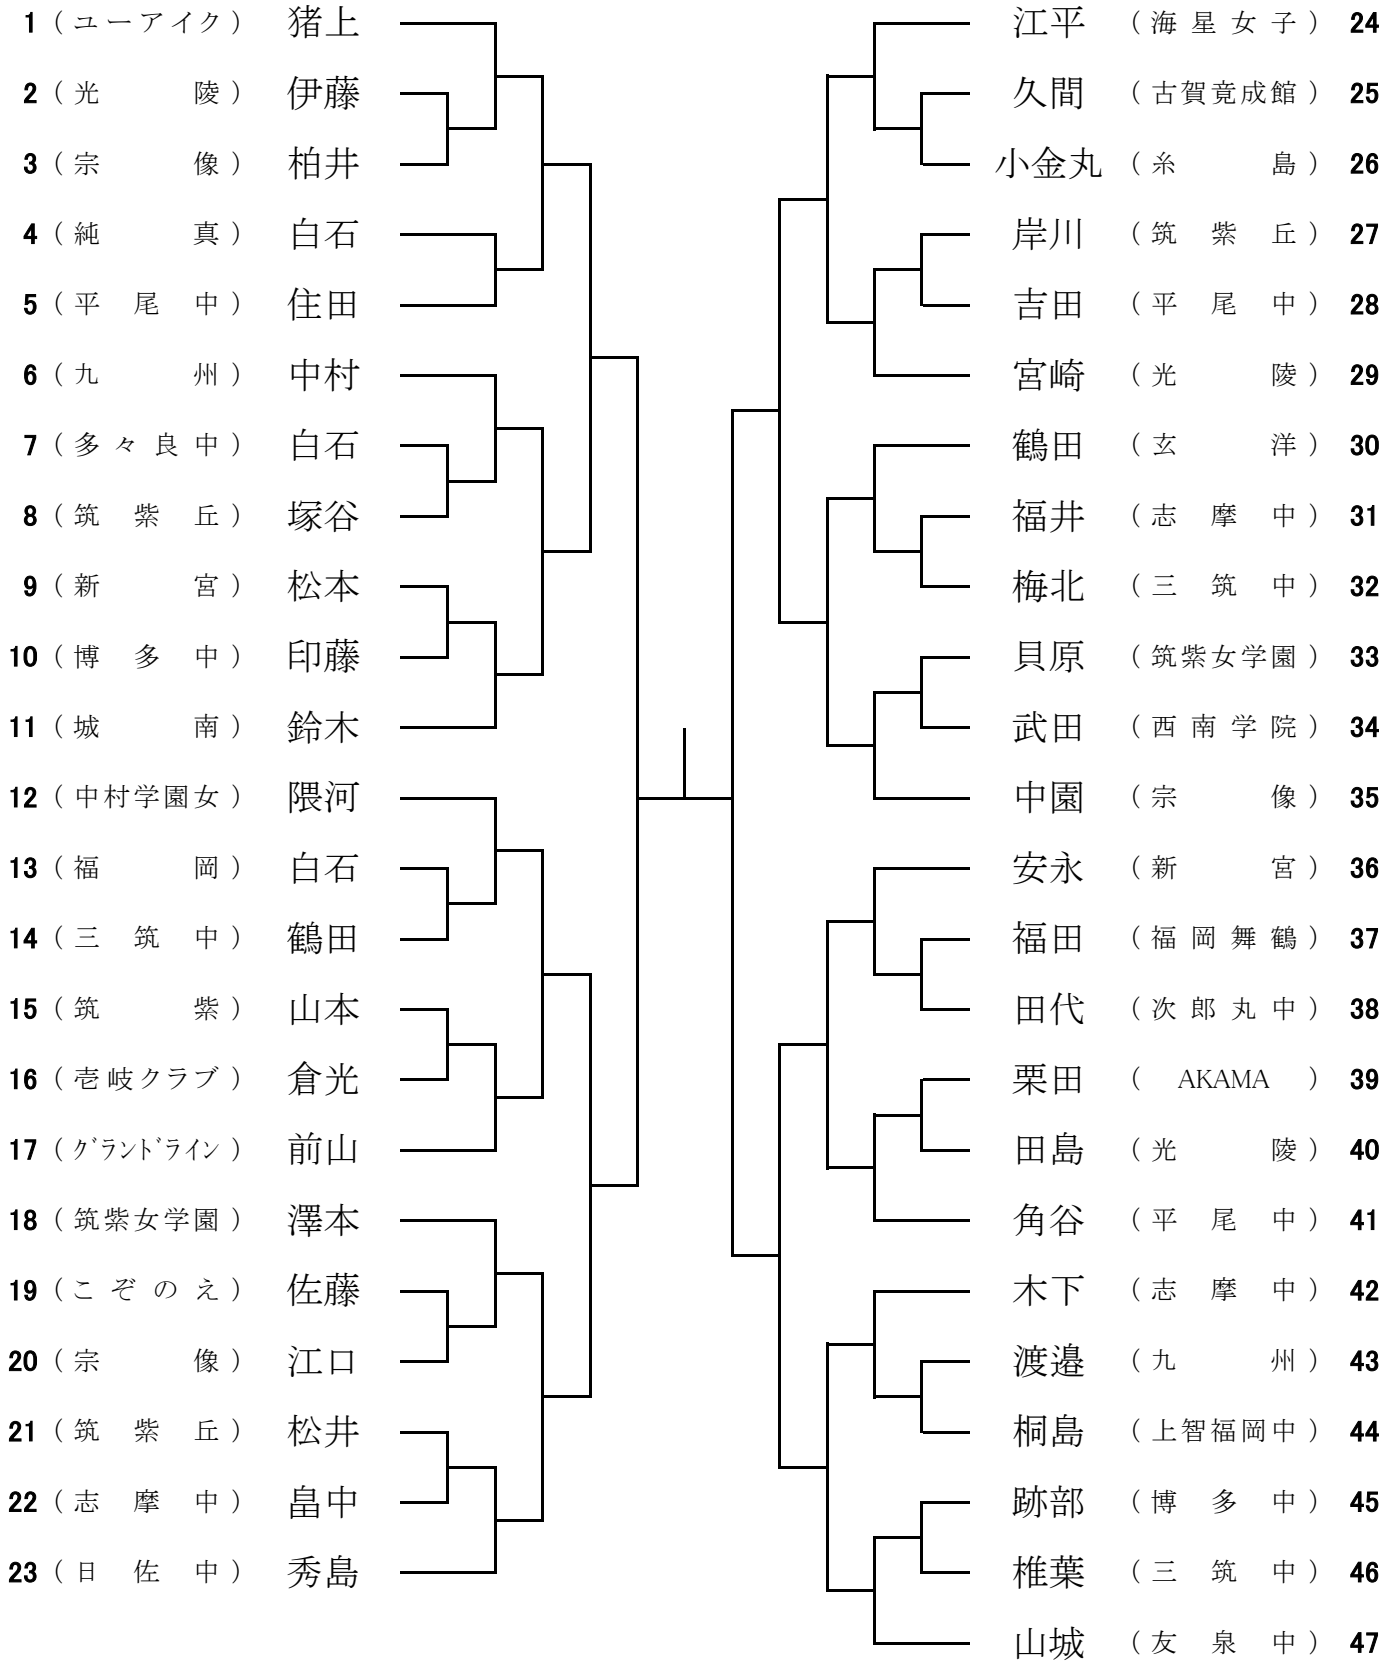 1 （ユーアイク） 猪上
2 （光陵） 伊藤
3 （宗像） 柏井
4 （純真） 白石
5 （平尾中） 住田
6 （九州） 中村
7 （多々良中） 白石
8 （筑紫丘） 塚谷
9 （新宮） 松本
10 （博多中） 印藤
11 （城南） 鈴木
12 （中村学園女） 隈河
13 （福岡） 白石
14 （三筑中） 鶴田
15 （筑紫） 山本
16 （壱岐クラブ） 倉光
17 （ｸﾞﾗﾝﾄﾞﾗｲﾝ） 前山
18 （筑紫女学園） 澤本
19 （こぞのえ） 佐藤
20 （宗像） 江口
21 （筑紫丘） 松井
22 （志摩中） 畠中
23 （日佐中） 秀島
江平 （海星女子） 24
久間 （古賀竟成館） 25
小金丸 （糸島） 26
岸川 （筑紫丘） 27
吉田 （平尾中） 28
宮崎 （光陵） 29
鶴田 （玄洋） 30
福井 （志摩中） 31
梅北 （三筑中） 32
貝原 （筑紫女学園） 33
武田 （西南学院） 34
中園 （宗像） 35
安永 （新宮） 36
福田 （福岡舞鶴） 37
田代 （次郎丸中） 38
栗田 （AKAMA） 39
田島 （光陵） 40
角谷 （平尾中） 41
木下 （志摩中） 42
渡邉 （九州） 43
桐島 （上智福岡中） 44
跡部 （博多中） 45
椎葉 （三筑中） 46
山城 （友泉中） 47